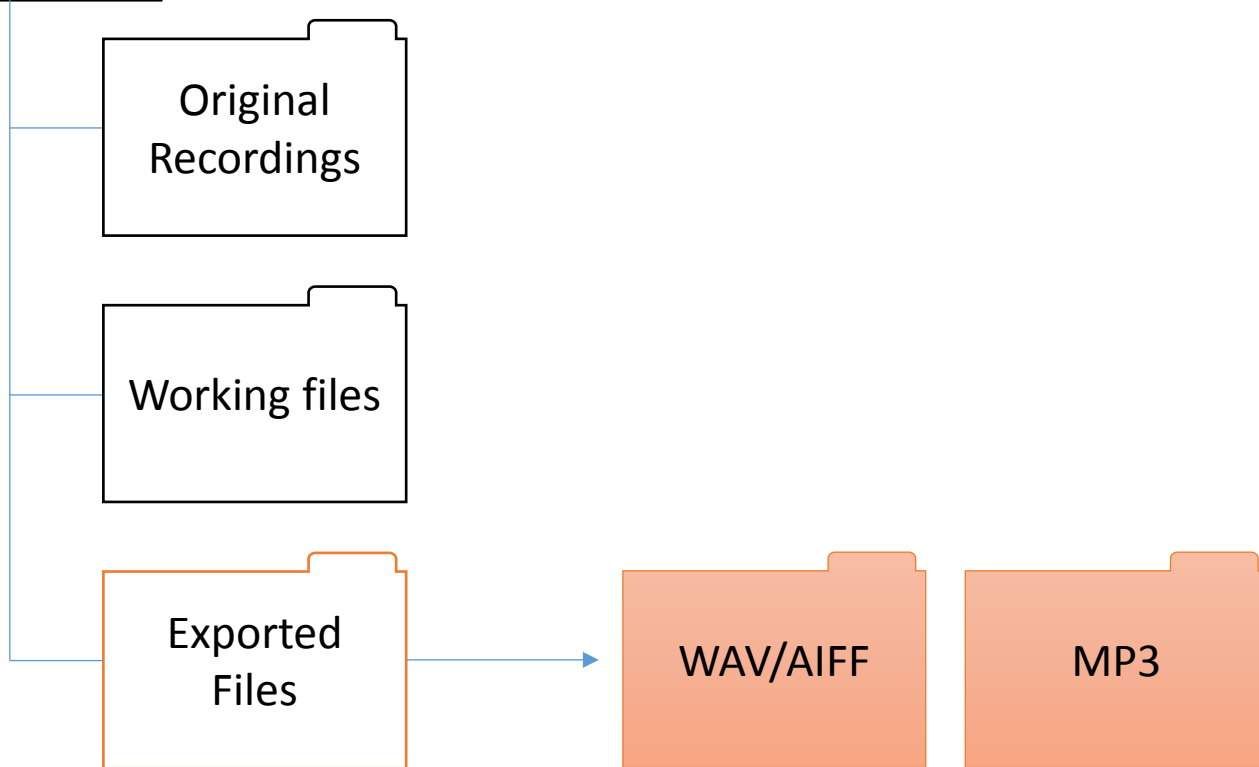 Original
Recordings
Working files
Exported
Files
WAV/AIFF
MP3